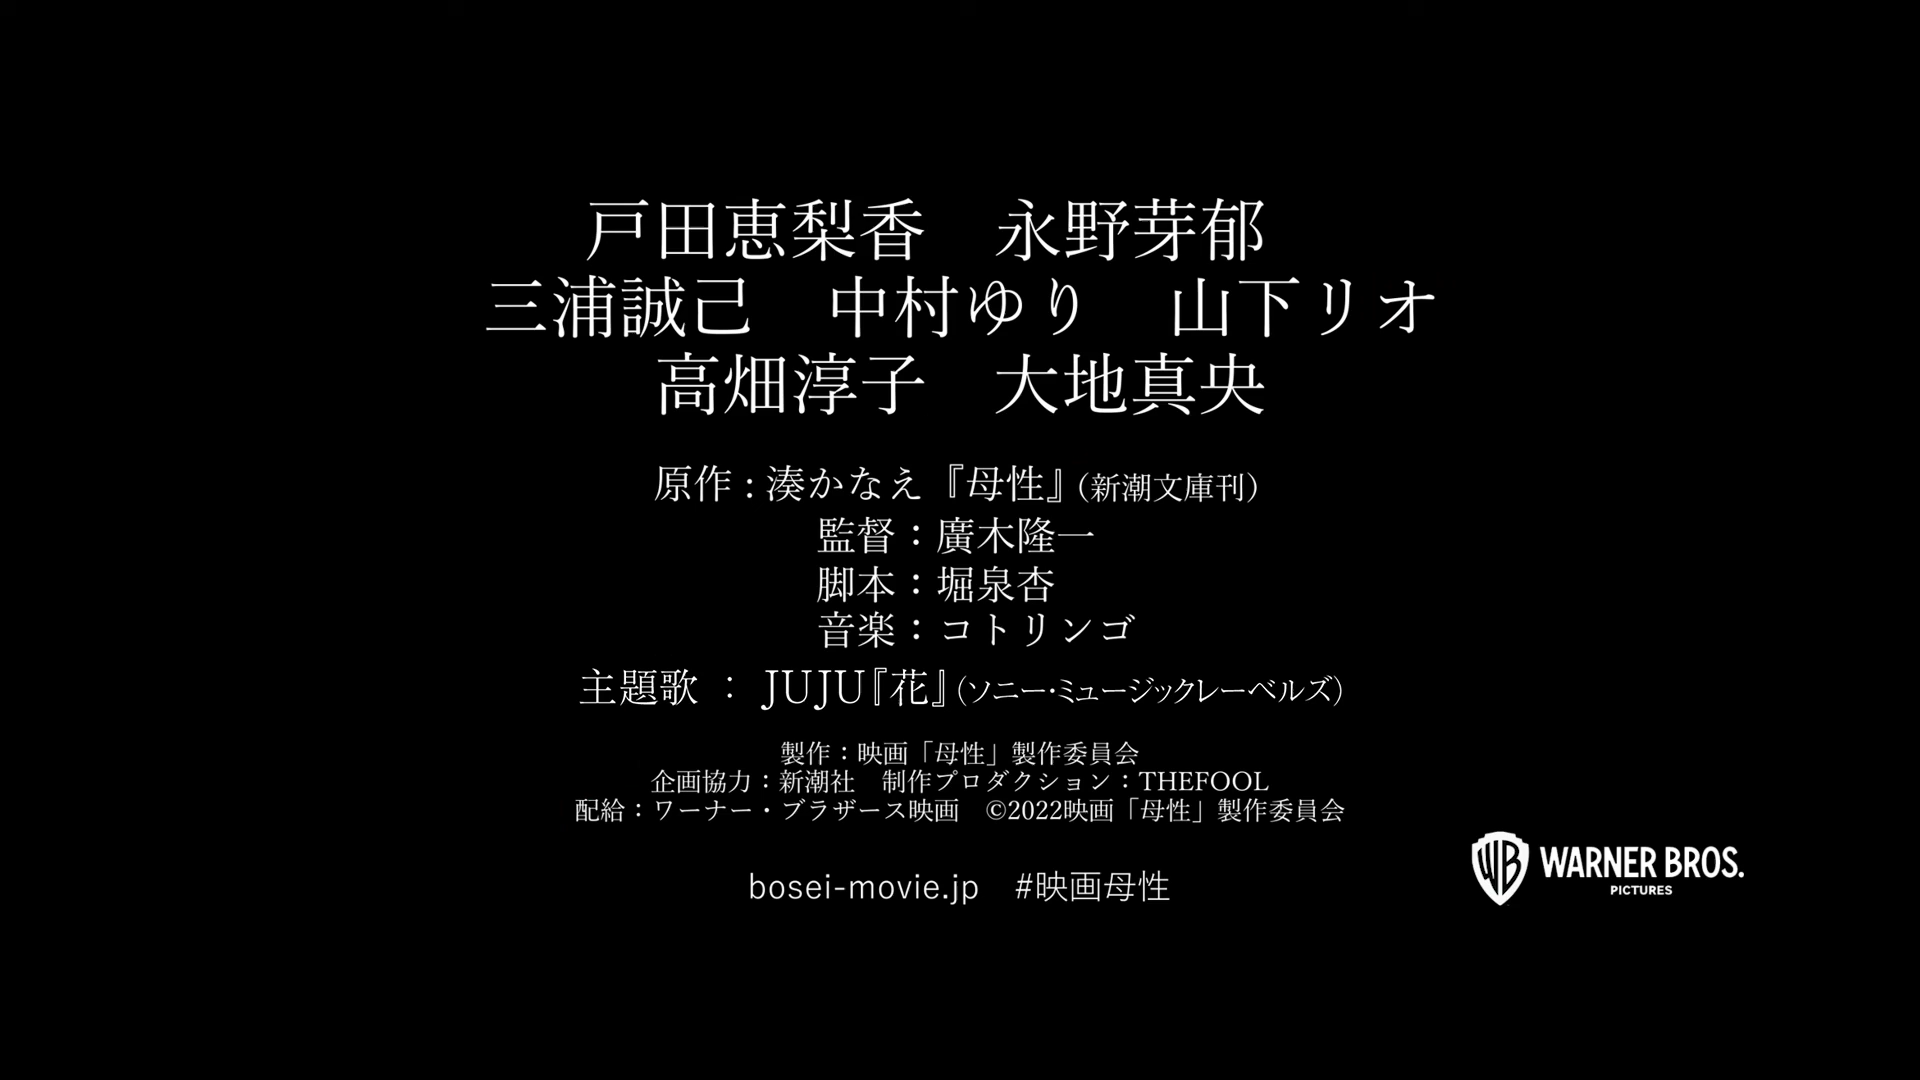 戸田恵梨香　永野芽郁
三浦誠己　中村ゆり　山下リオ
高畑淳子　大地真央
原作：湊かなえ『母性』（新潮文庫刊）
監督：廣木隆一
脚本：堀泉杏
音楽：コトリンゴ
主題歌 ： JUJU『花』（ソニー・ミュージックレーベルズ）
製作：映画「母性」製作委員会
企画協力：新潮社　制作プロダクション：THEFOOL
配給：ワーナー・ブラザース映画　©2022映画「母性」製作委員会
WB WARNER BROS.
PICTURES
bosei-movie.jp　#映画母性